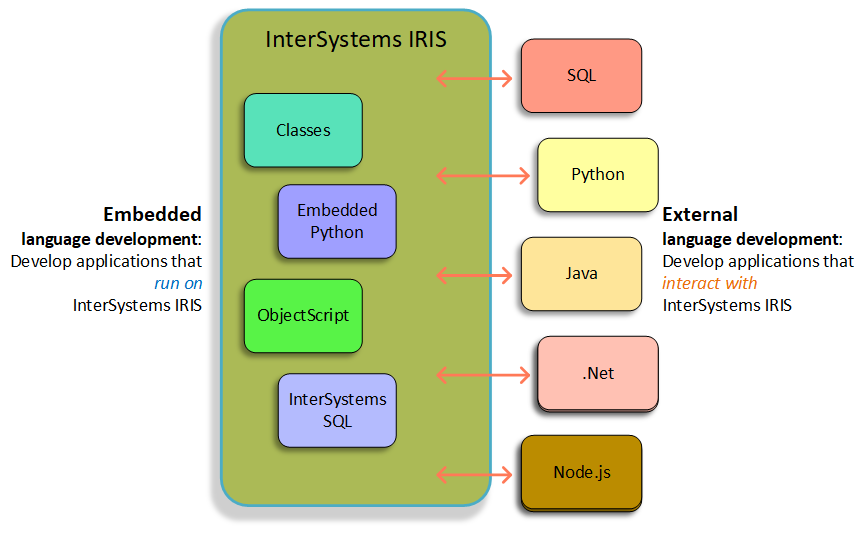 InterSystems IRIS
Classes
Embedded
Python
ObjectScript
InterSystems
SQL
Embedded
language development:
Develop applications that
run on
InterSystems IRIS
SQL
Python
Java
.Net
Node.js
External
language development:
Develop applications that
interact with
InterSystems IRIS